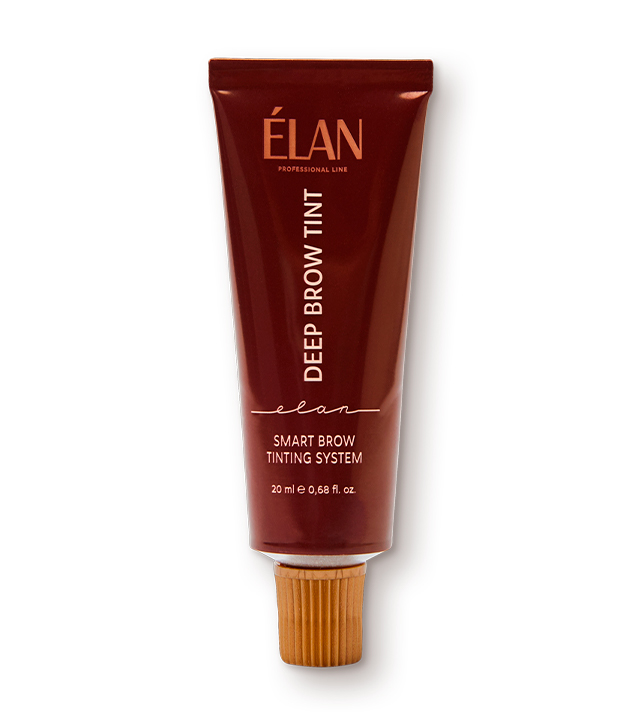 ÉLAN
PROFESSIONAL LINE
DEEP BROW TINT
elan
SMART BROW
TINTING SYSTEM
20 ml e 0,68 fl. oz.